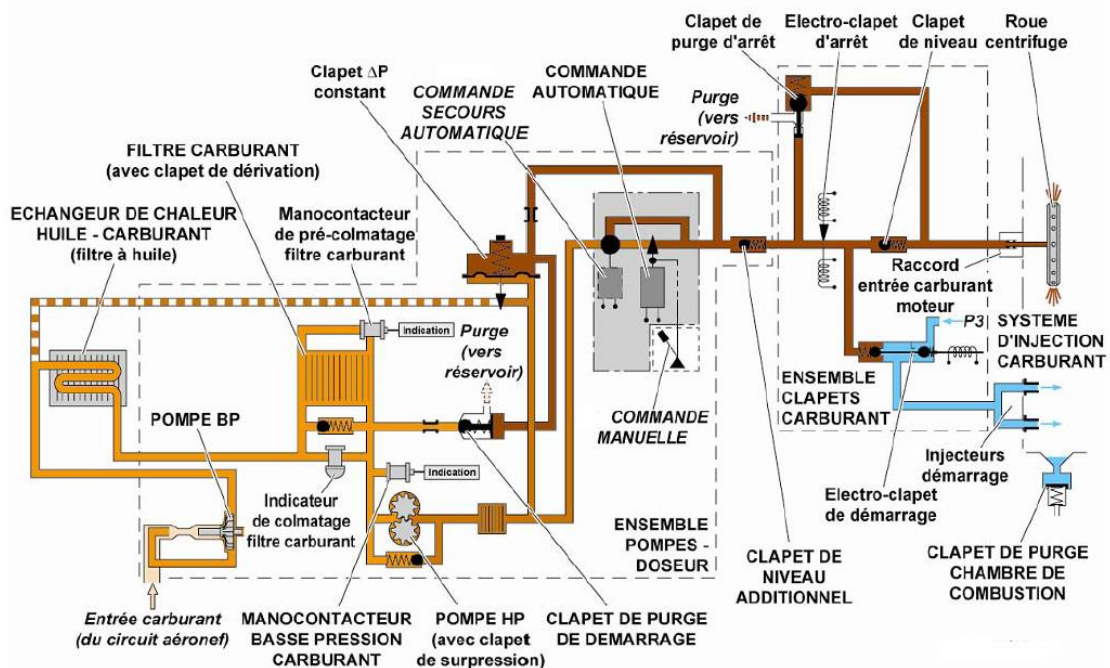 Clapet de
purge d'arrêt
Electro-clapet
d'arrêt
Clapet
de niveau
Roue
centrifuge
Clapet ΔP
constant
COMMANDE
SECOURS
AUTOMATIQUE
COMMANDE
AUTOMATIQUE
Purge
(vers
réservoir)
FILTRE CARBURANT
(avec clapet de dérivation)
ECHANGEUR DE CHALEUR
HUILE - CARBURANT
(filtre à huile)
Manocontacteur
de pré-colmatage
filtre carburant
Indication
Purge
(vers
réservoir)
Raccord
entrée carburant
moteur
P3
SYSTEME
D'INJECTION
CARBURANT
ENSEMBLE
CLAPETS
CARBURANT
POMPE BP
COMMANDE
MANUELLE
Injecteurs
démarrage
Indication
Indicateur
de colmatage
filtre carburant
Electro-clapet
de démarrage
ENSEMBLE
POMPES -
DOSEUR
CLAPET DE
NIVEAU
ADDITIONNEL
CLAPET DE PURGE
CHAMBRE DE
COMBUSTION
Entrée carburant
(du circuit aéronef)
MANOCONTACTEUR
BASSE PRESSION
CARBURANT
POMPE HP
(avec clapet
de surpression)
CLAPET DE PURGE
DE DEMARRAGE